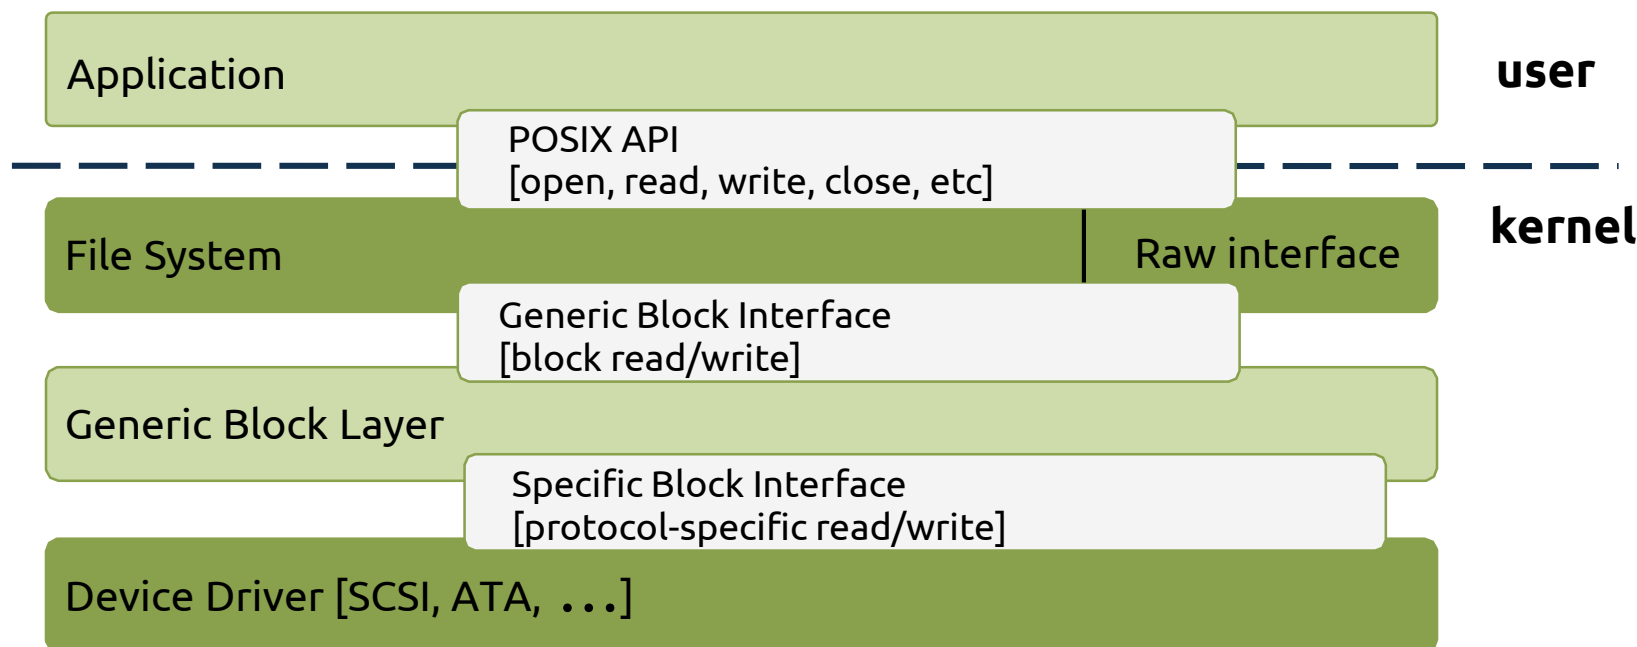 Application
user
POSIX API
[open, read, write, close, etc]
File System
Raw interface
kernel
Generic Block Interface
[block read/write]
Generic Block Layer
Specific Block Interface
[protocol-specific read/write]
Device Driver [SCSI, ATA, ...]